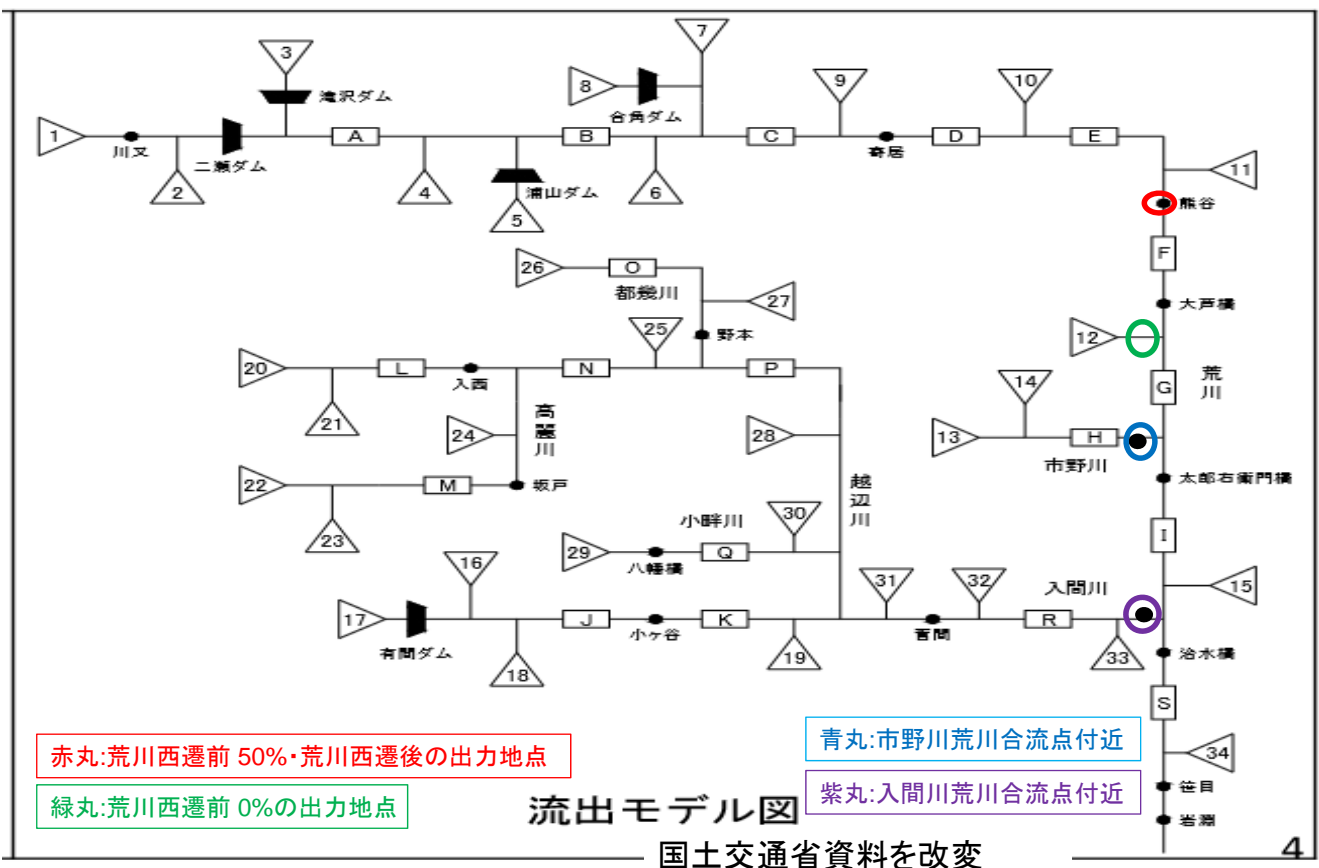 7
3
8
9
10
滝沢ダム
合角ダム
1
川又
二瀬ダム
A
B
C
寄居
D
E
2
4
浦山ダム
5
6
11
熊谷
F
26
O
都幾川
27
大戸橋
25
野本
12
20
L
入西
N
P
G
荒川
14
21
高麗川
24
28
13
H
市野川
22
M
坂戸
越辺川
太郎右衛門橋
23
小畔川
30
29
八幡橋
Q
I
16
31
32
入間川
15
17
有間ダム
J
小ヶ谷
K
菅間
R
18
19
33
治水橋
S
赤丸:荒川西遷前 50%・荒川西遷後の出力地点
緑丸:荒川西遷前 0%の出力地点
青丸:市野川荒川合流点付近
紫丸:入間川荒川合流点付近
34
笹目
岩淵
流出モデル図
国土交通省資料を改変
4